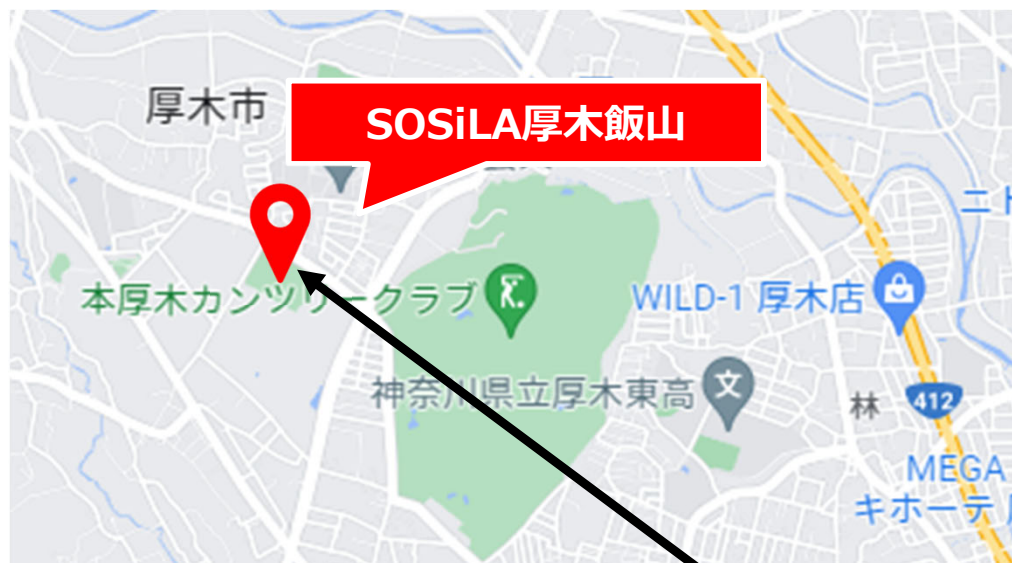 厚木市
SOSiLA厚木飯山
ニト
本厚木カンツリークラブ
WILD-1 厚木店
神奈川県立厚木東高
文
林
412
MEGA
キホーテ